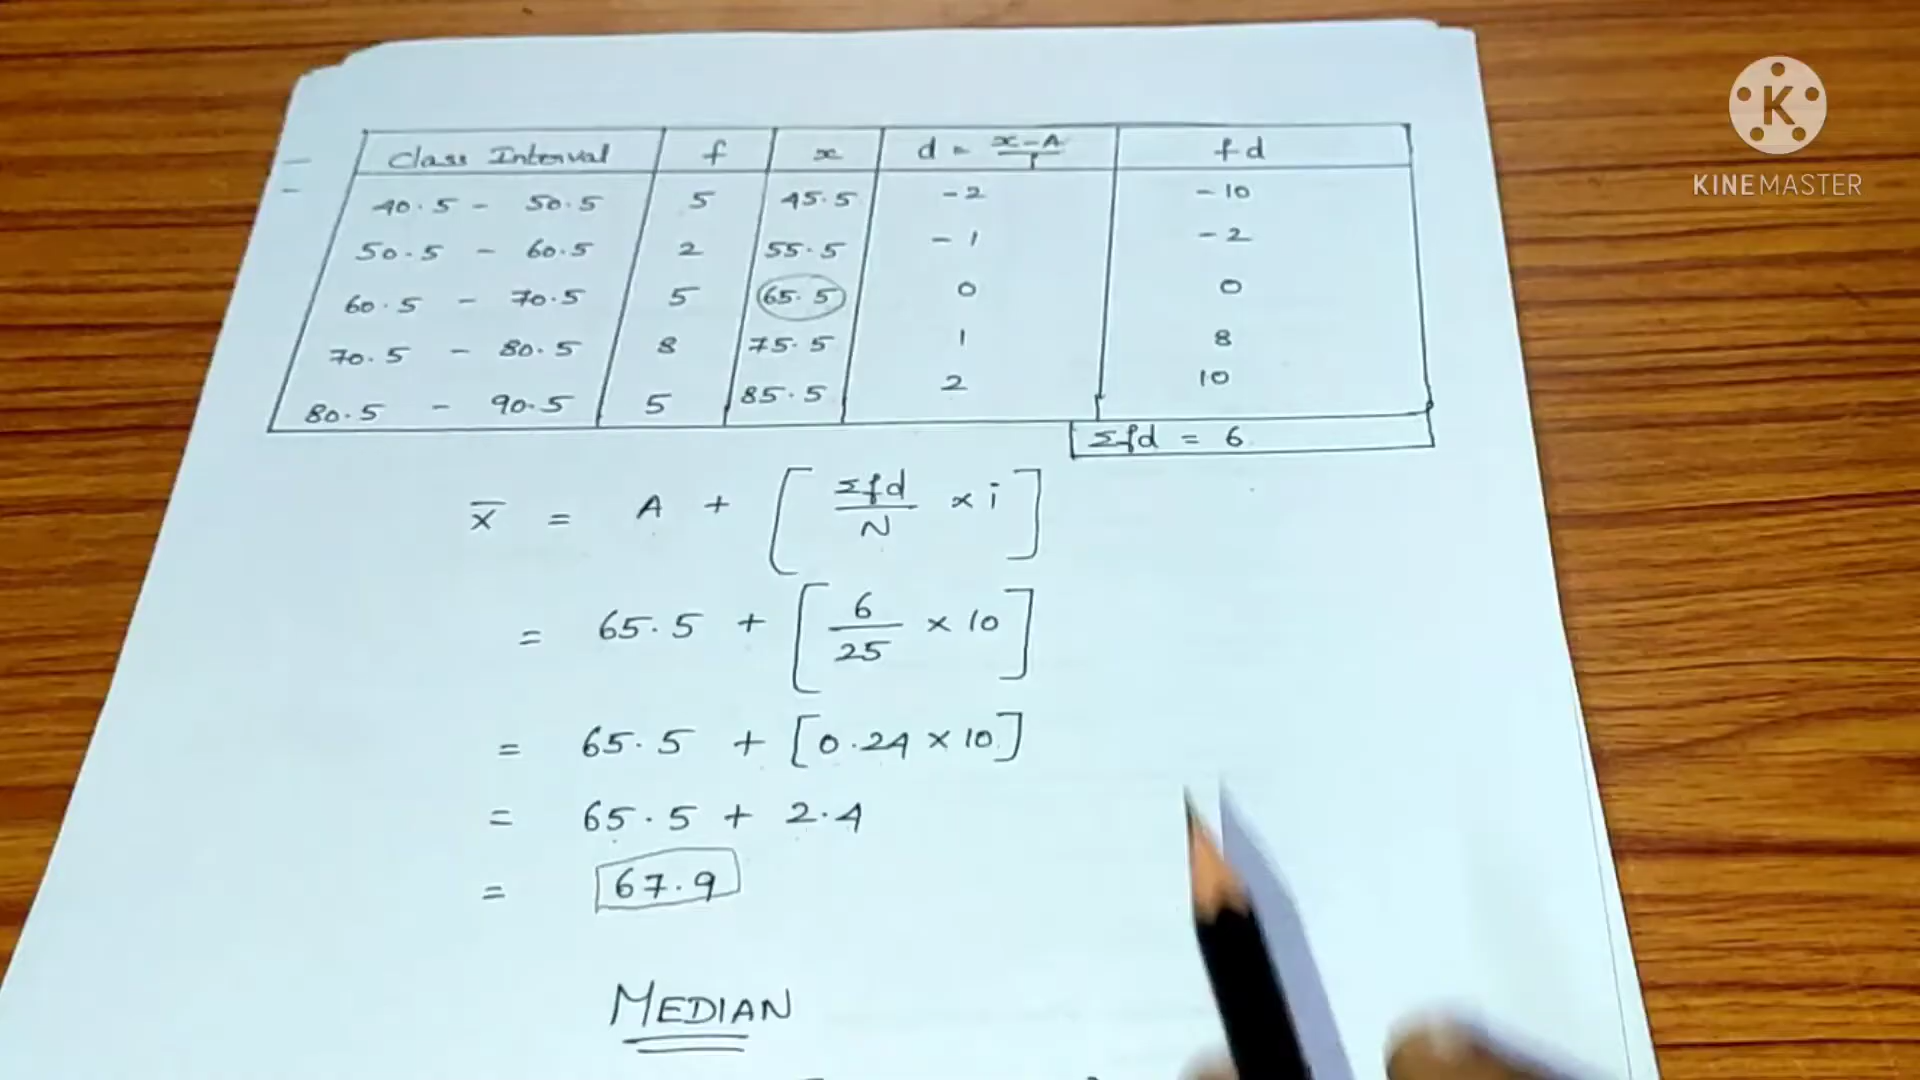 K
KINEMASTER
Class Interval f x d = x-A/i fd
40.5 - 50.5 5 45.5 -2 -10
50.5 - 60.5 2 55.5 -1 -2
60.5 - 70.5 5 65.5 0 0
70.5 - 80.5 8 75.5 1 8
80.5 - 90.5 5 85.5 2 10
Σfd = 6
x̄ = A + [Σfd/N × i]
= 65.5 + [6/25 × 10]
= 65.5 + [0.24 × 10]
= 65.5 + 2.4
= 67.9
MEDIAN